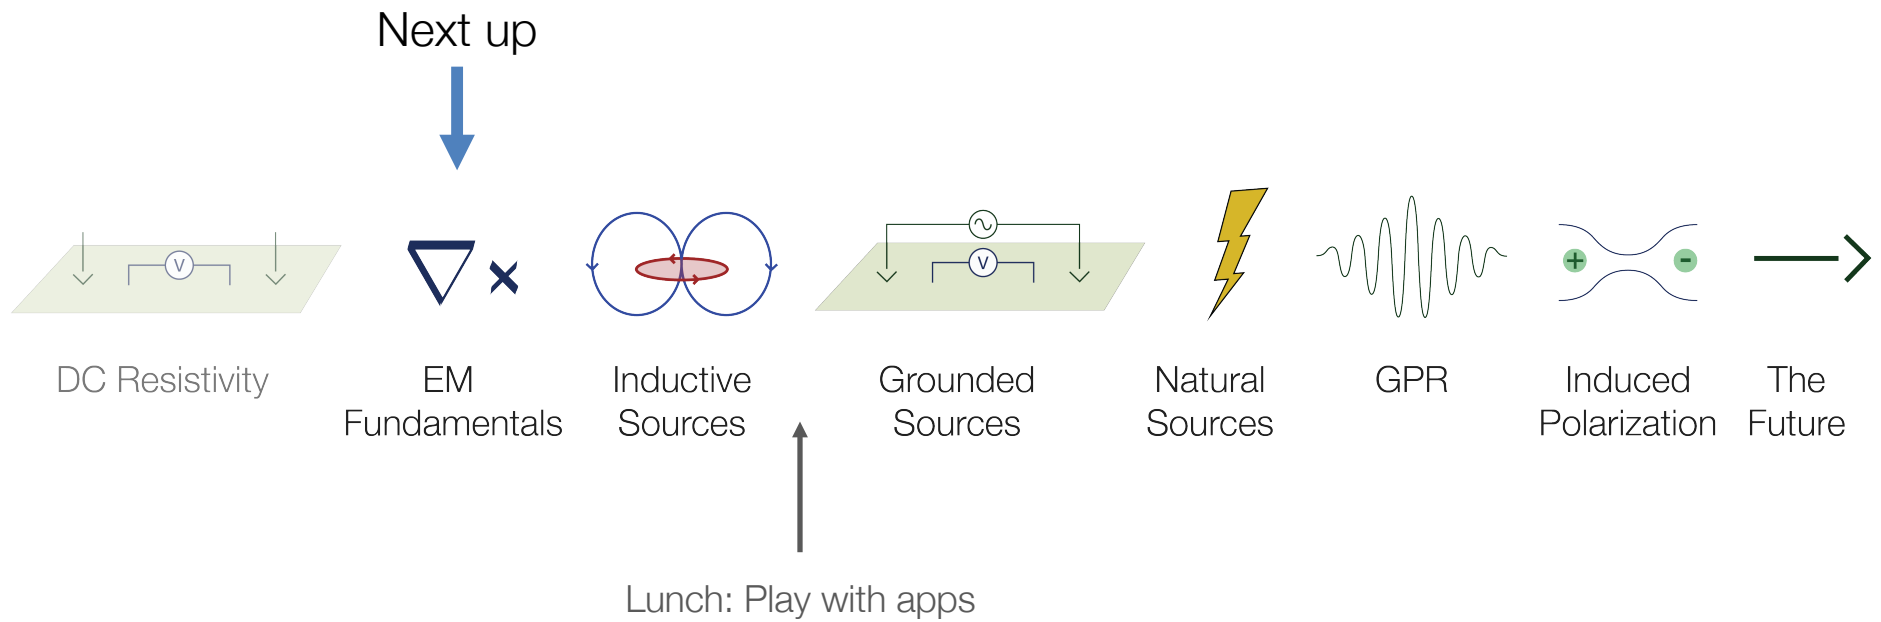 Next up
V
V
+
-
DC Resistivity
EM
Fundamentals
Inductive
Sources
Grounded
Sources
Natural
Sources
GPR
Induced
Polarization
The
Future
Lunch: Play with apps